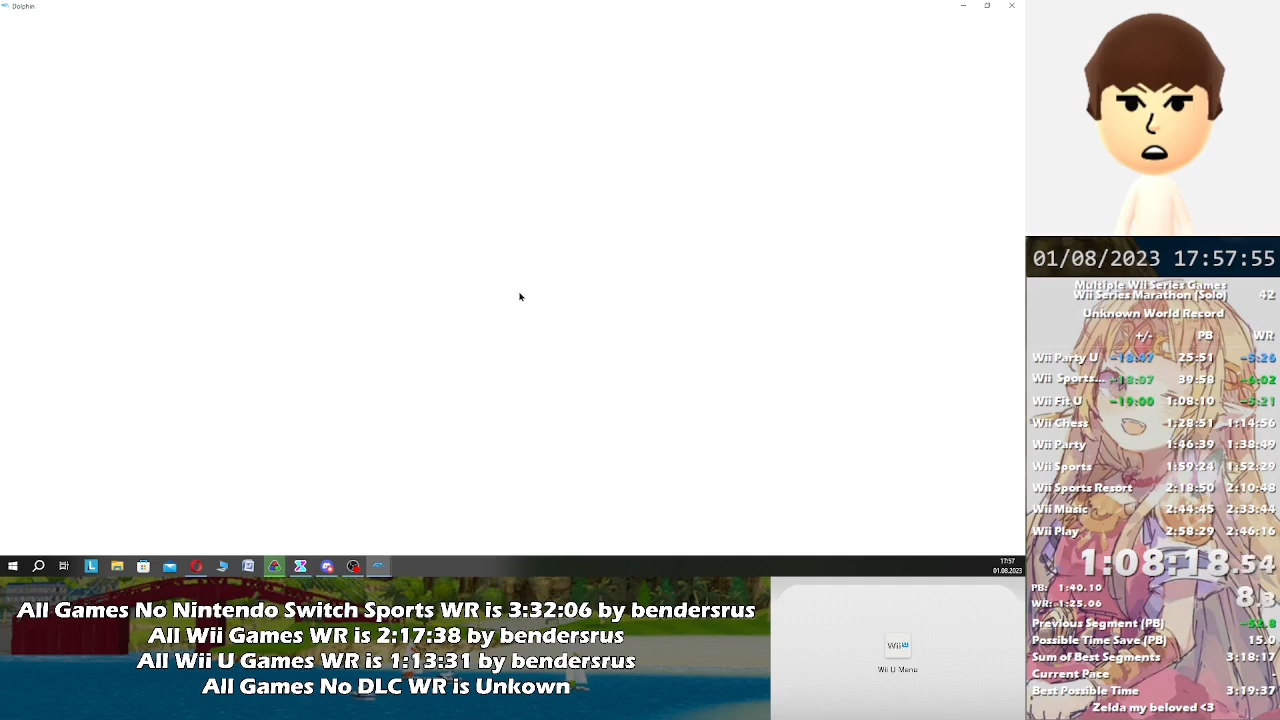 Dolphin
01/08/2023 17:57:55
Multiple Wii Series Games
Wii Series Marathon (Solo) 42
Unknown World Record
+/- PB WR
Wii Party U -18:47 25:51 -5:26
Wii Sports... -18:07 39:58 -6:02
Wii Fit U -19:00 1:08:10 -5:21
Wii Chess 1:28:51 1:14:56
Wii Party 1:46:39 1:38:49
Wii Sports 1:59:24 1:52:29
Wii Sports Resort 2:18:50 2:10:48
Wii Music 2:44:45 2:33:44
Wii Play 2:58:29 2:46:16
1:08:18.54
PB: 1:40.10
8.3
WR: 1:25.06
Previous Segment (PB)
Possible Time Save (PB) 15.0
Sum of Best Segments 3:18:17
Current Pace -
Best Possible Time 3:19:37
Zelda my beloved <3
17:57
01.08.2023
All Games No Nintendo Switch Sports WR is 3:32:06 by bendersrus
All Wii Games WR is 2:17:38 by bendersrus
All Wii U Games WR is 1:13:31 by bendersrus
All Games No DLC WR is Unkown
Wii U
Wii U Menu